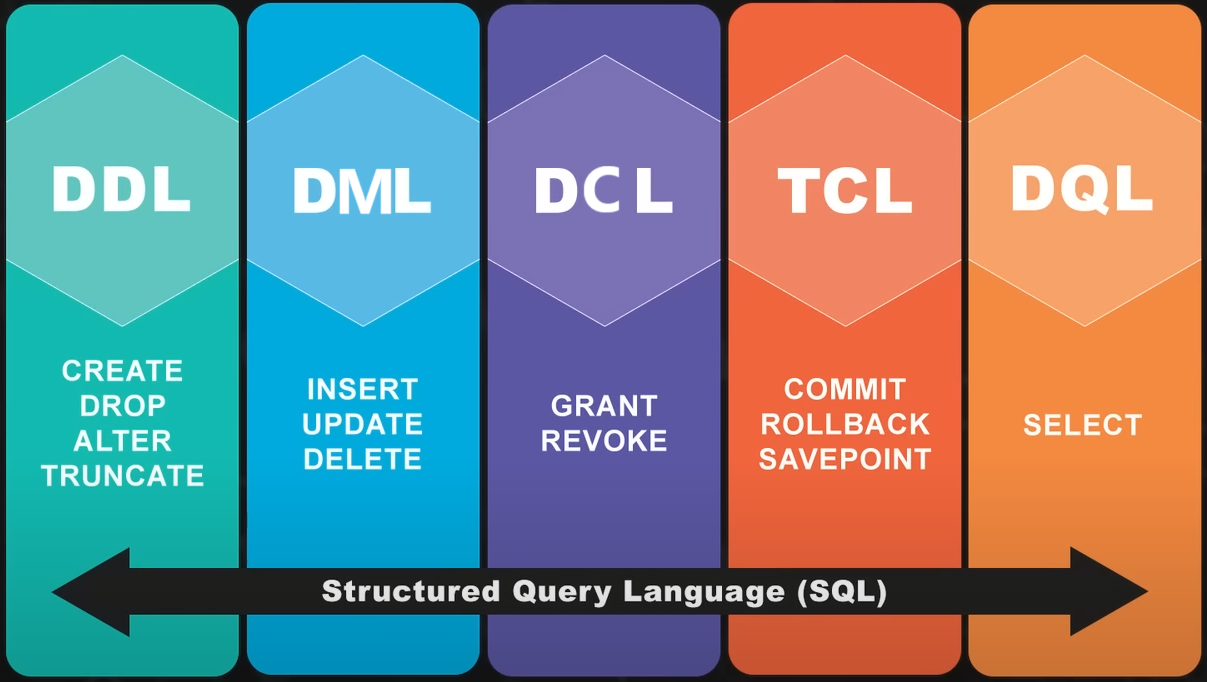 DDL
CREATE
DROP
ALTER
TRUNCATE
DML
INSERT
UPDATE
DELETE
DC L
GRANT
REVOKE
TCL
COMMIT
ROLLBACK
SAVEPOINT
DQL
SELECT
Structured Query Language (SQL)